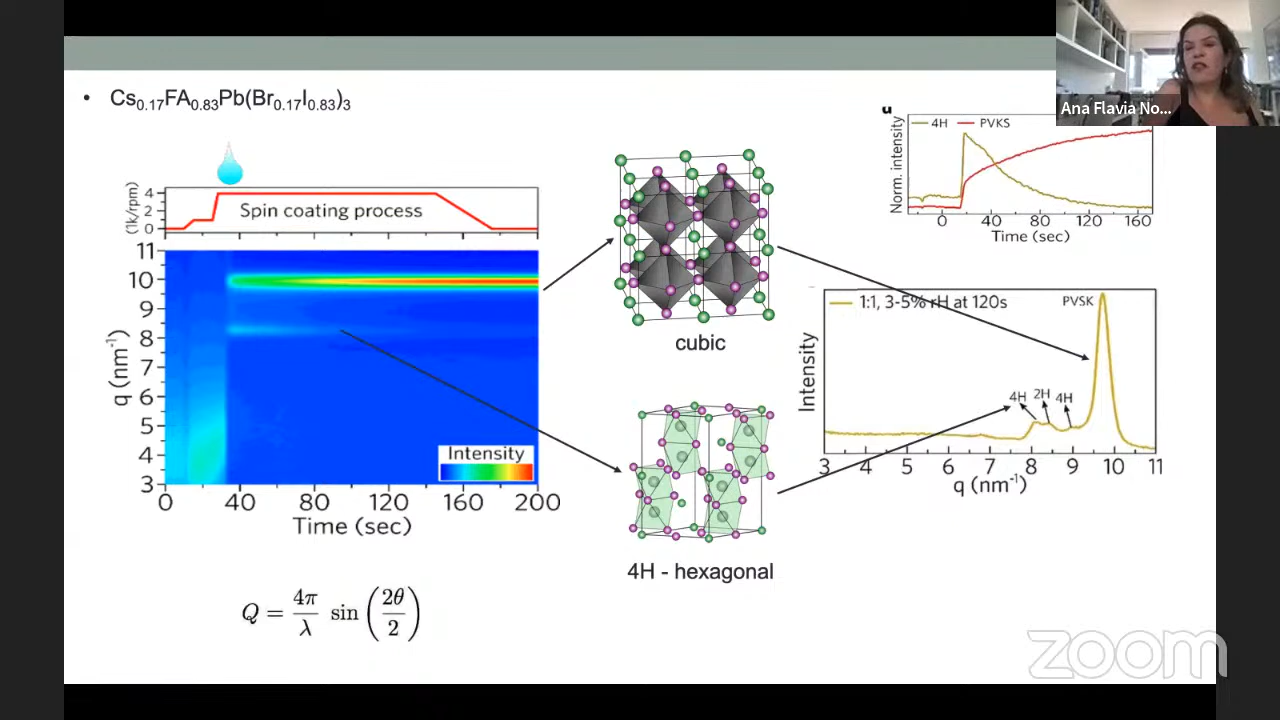 • Cs0.17FA0.83Pb(Br0.17I0.83)3
Ana Flavia No...
(1k/rpm)
4
2
0
Spin coating process
11
10
9
8
7
6
5
4
3
q (nm-1)
Intensity
0 40 80 120 160 200
Time (sec)
cubic
4H - hexagonal
Norm. intensity
4H PVKS
0 40 80 120 160
Time (sec)
1:1, 3-5% rH at 120s
PVSK
Intensity
4H 2H 4H
3 4 5 6 7 8 9 10 11
q (nm-1)
Q = 4π/λ sin (2θ/2)
zoom